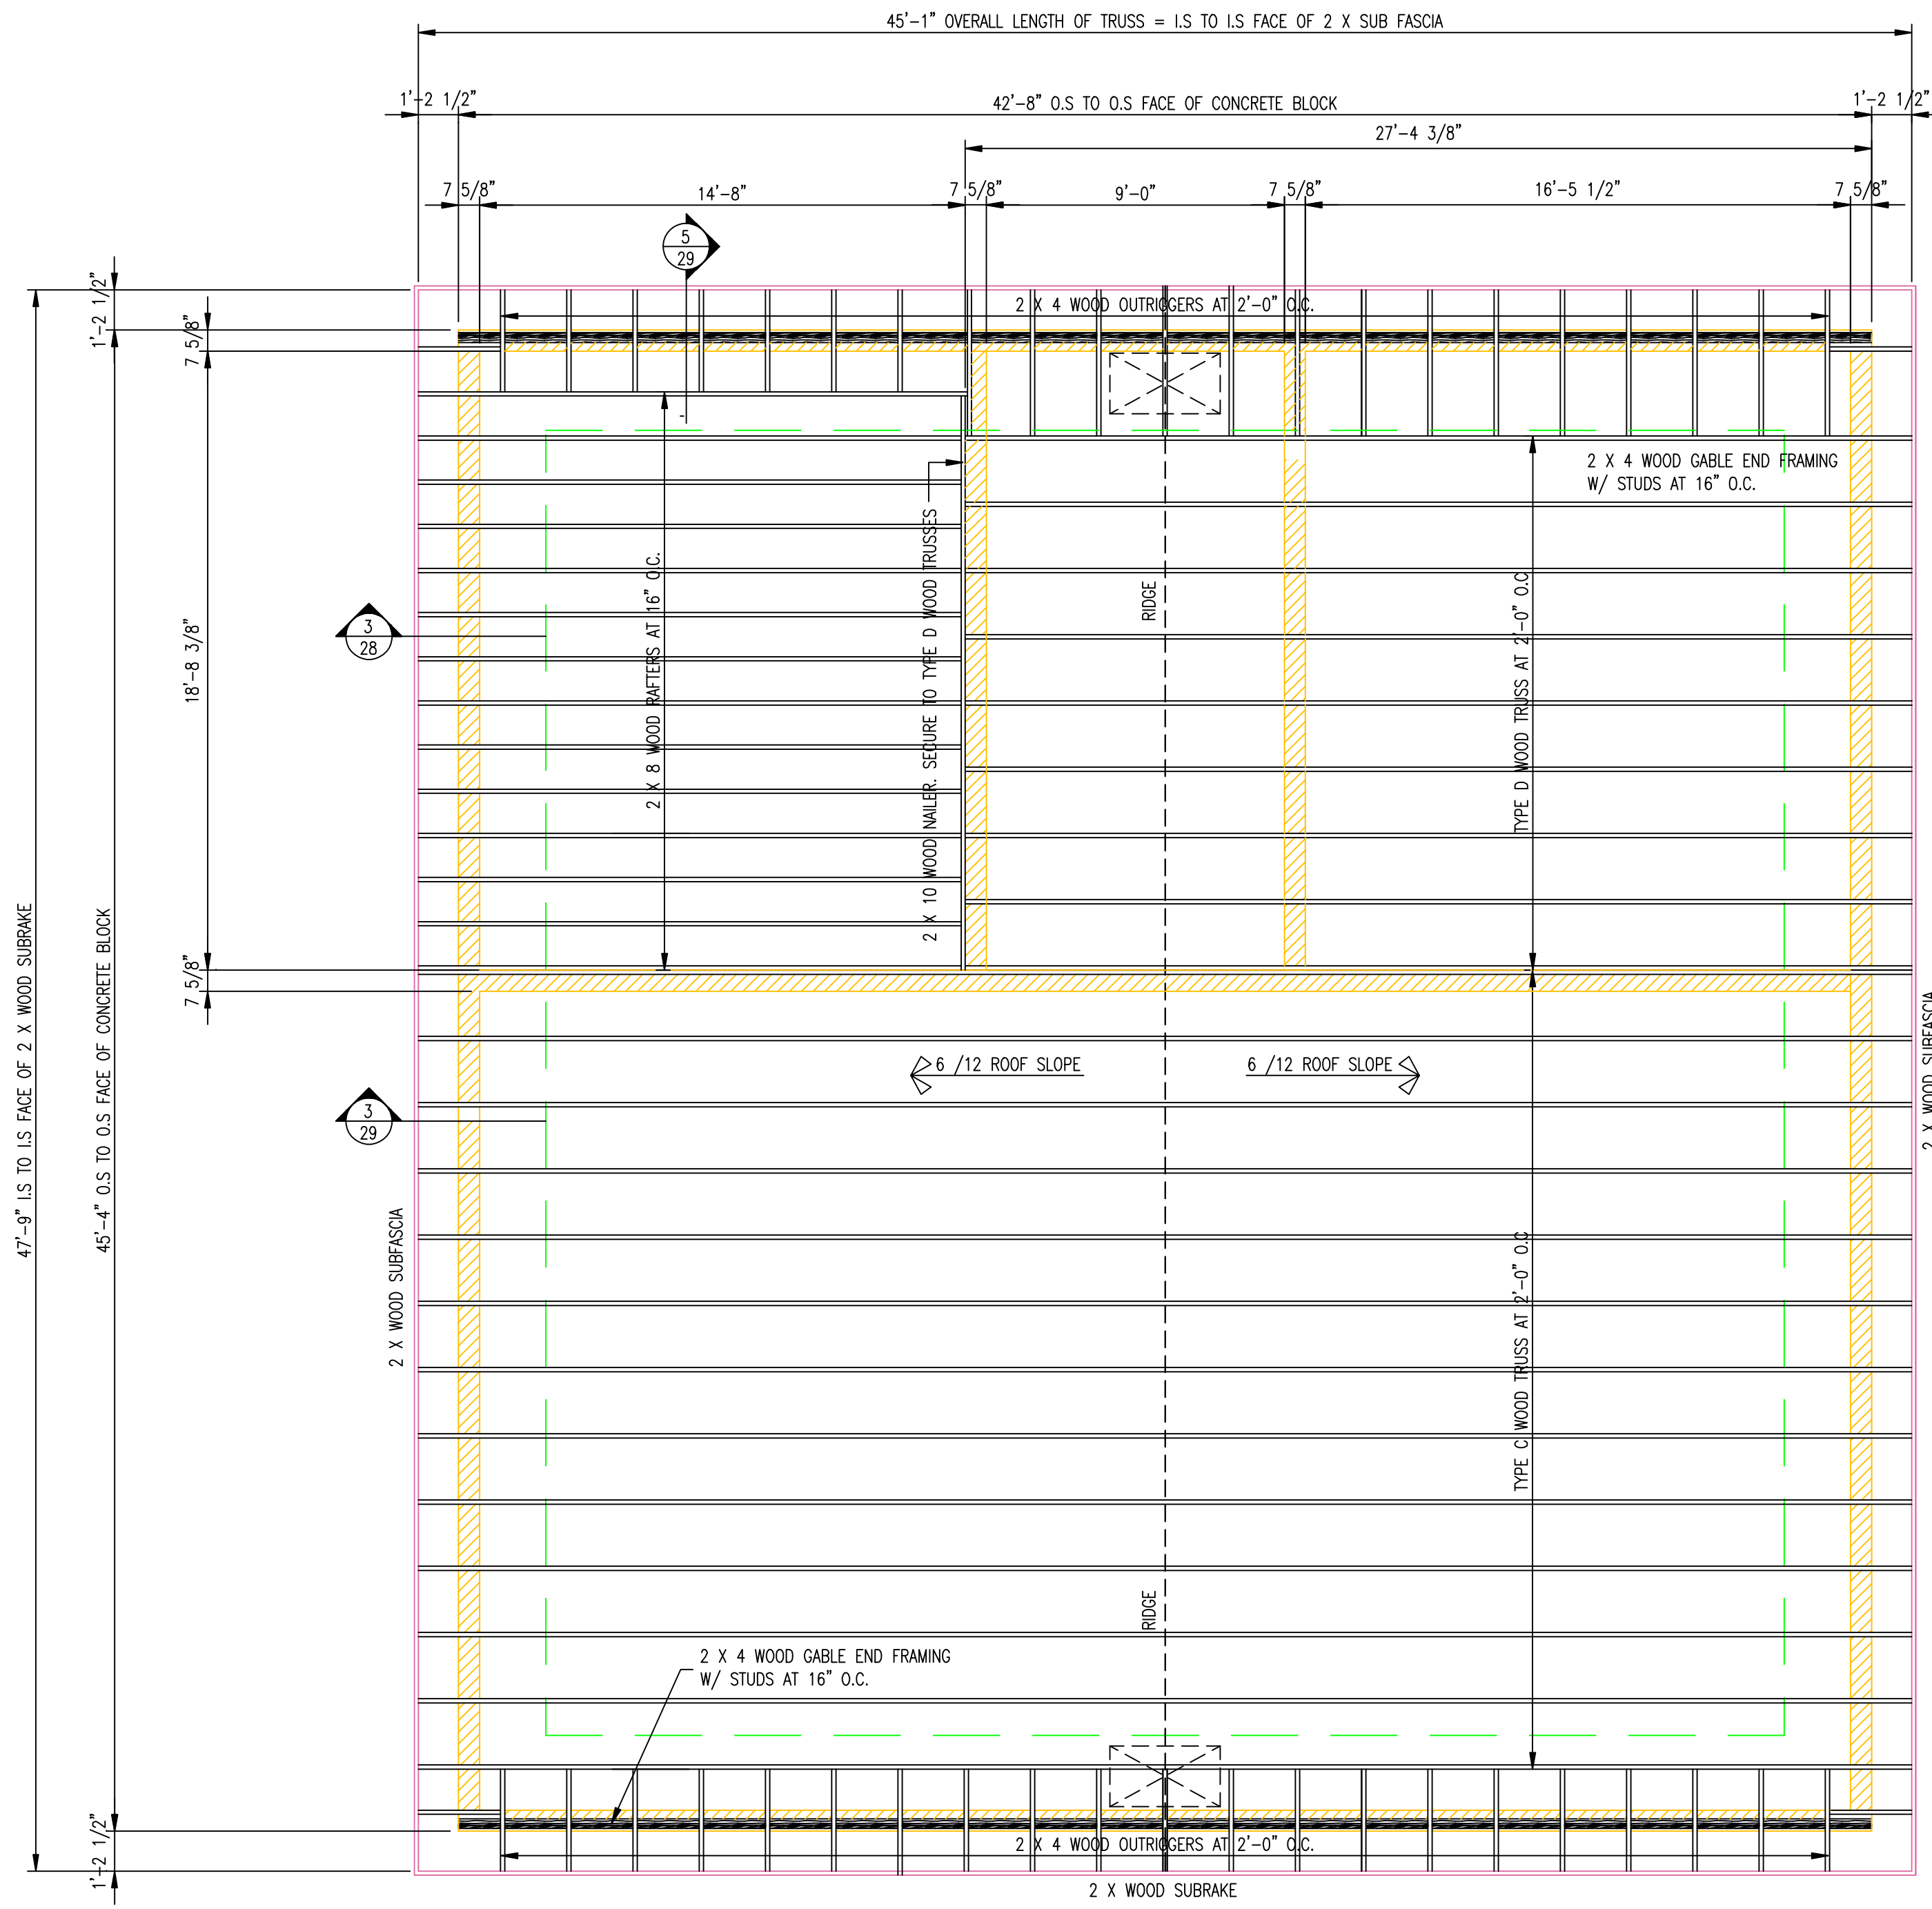 45'-1" OVERALL LENGTH OF TRUSS = I.S TO I.S FACE OF 2 X SUB FASCIA
1'-2 1/2"
42'-8" O.S TO O.S FACE OF CONCRETE BLOCK
1'-2 1/2"
27'-4 3/8"
7 5/8"
14'-8"
7 5/8"
9'-0"
7 5/8"
16'-5 1/2"
7 5/8"
5
29
1'-2 1/2"
7 5/8"
2 X 4 WOOD OUTRIGGERS AT 2'-0" O.C.
2 X 4 WOOD GABLE END FRAMING
W/ STUDS AT 16" O.C.
18'-8 3/8"
3
28
2 X 8 WOOD RAFTERS AT 16" O.C.
2 X 10 WOOD NAILER. SECURE TO TYPE D WOOD TRUSSES
RIDGE
TYPE D WOOD TRUSS AT 2'-0" O.C
7 5/8"
47'-9" I.S TO I.S FACE OF 2 X WOOD SUBRAKE
45'-4" O.S TO O.S FACE OF CONCRETE BLOCK
6 /12 ROOF SLOPE
6 /12 ROOF SLOPE
2 X WOOD SUBFASCIA
3
29
2 X WOOD SUBFASCIA
TYPE C WOOD TRUSS AT 2'-0" O.C
RIDGE
2 X 4 WOOD GABLE END FRAMING
W/ STUDS AT 16" O.C.
1'-2 1/2"
2 X 4 WOOD OUTRIGGERS AT 2'-0" O.C.
2 X WOOD SUBRAKE